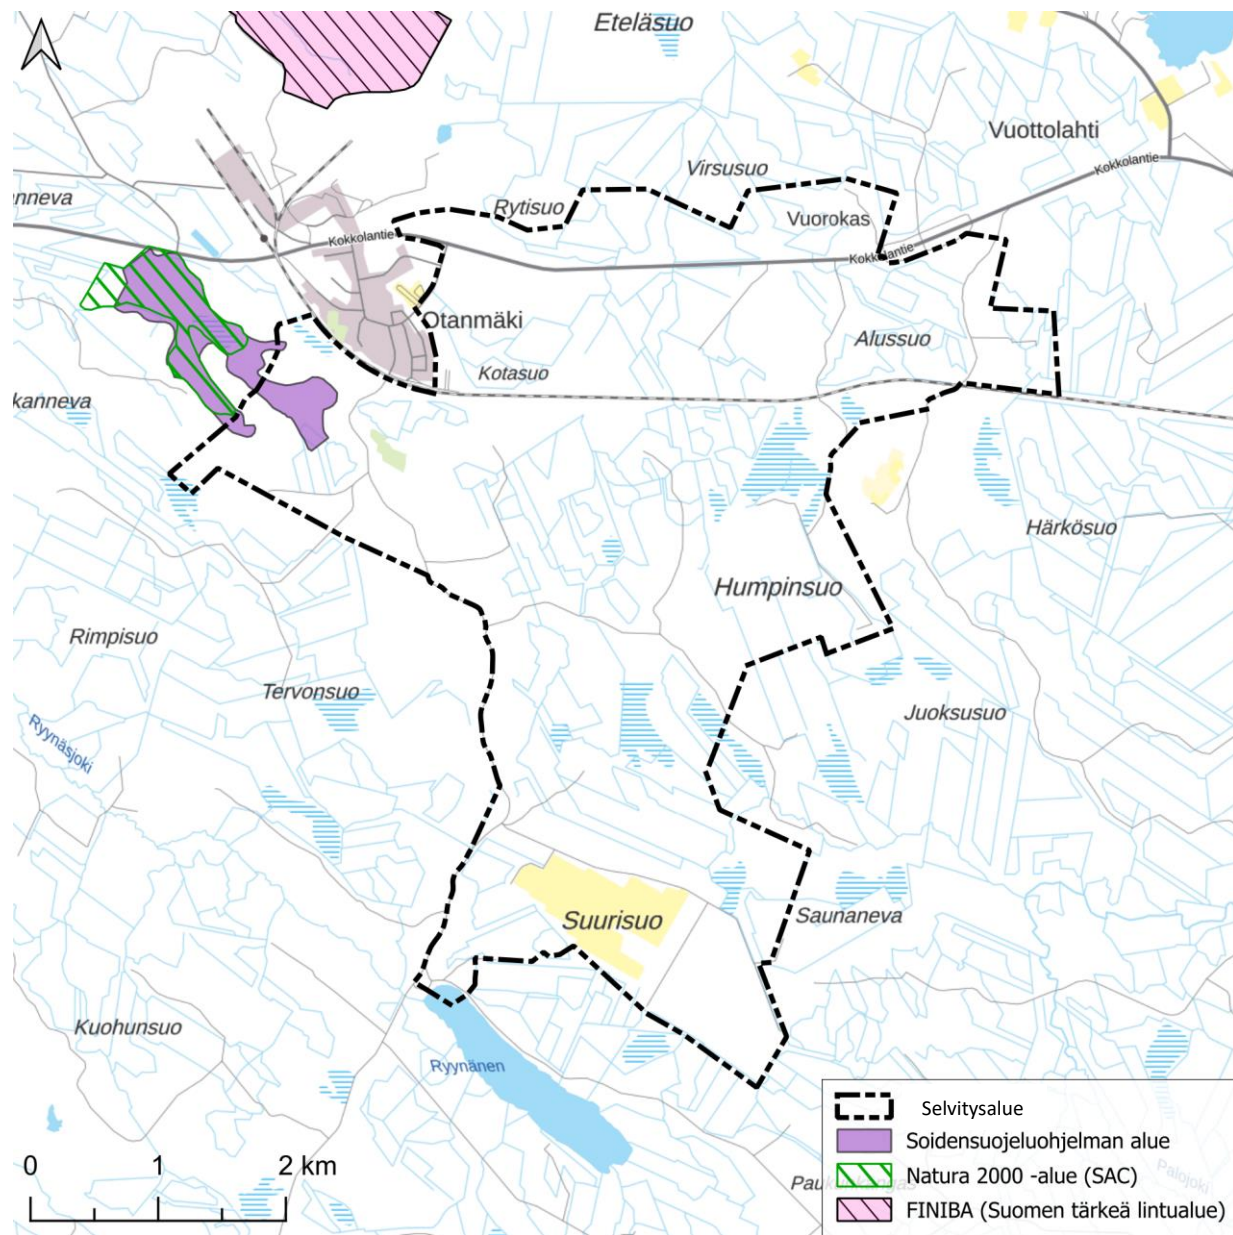 Eteläsuo
Vuottolahti
Kokkolantie
Virsusuo
nneva
Rytisuo
Vuorokas
Kokkolantie
Kokkolantie
Otanmäki
Alussuo
Kotasuo
kanneva
Härkösuo
Humpinsuo
Rimpisuo
Tervonsuo
Juoksusuo
Ryynäsjoki
Suurisuo
Saunaneva
Kuohunsuo
Ryynänen
Palojoki
0 1 2 km
Selvitysalue
Soidensuojeluohjelman alue
Natura 2000 -alue (SAC)
FINIBA (Suomen tärkeä lintualue)